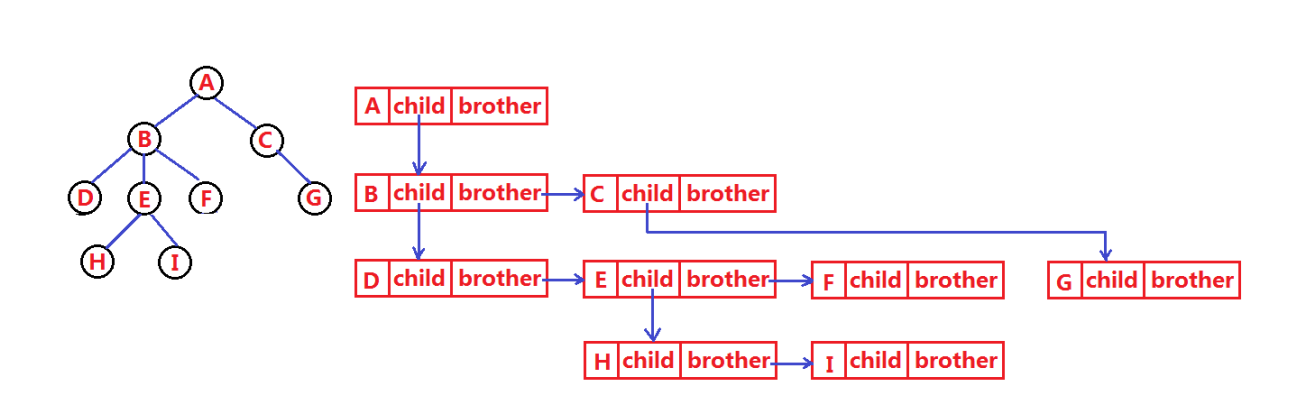 A
B C
D E F G
H I
A child brother
B child brother C child brother
D child brother E child brother F child brother G child brother
H child brother I child brother